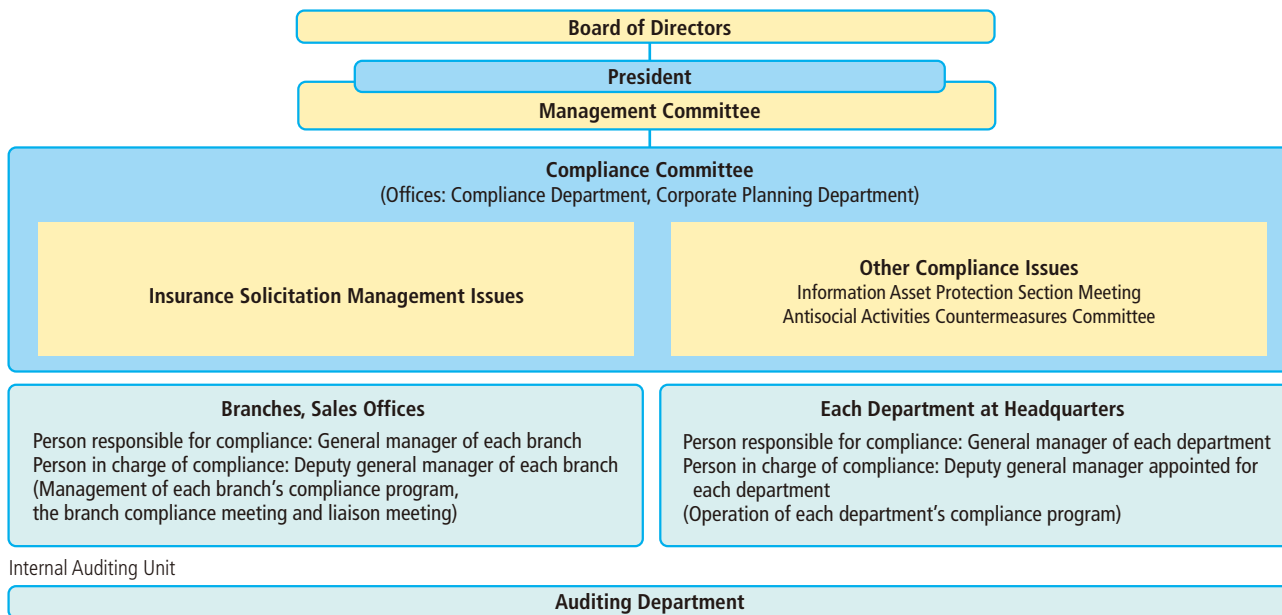 Board of Directors
President
Management Committee
Compliance Committee
(Offices: Compliance Department, Corporate Planning Department)
Insurance Solicitation Management Issues
Other Compliance Issues
Information Asset Protection Section Meeting
Antisocial Activities Countermeasures Committee
Branches, Sales Offices
Person responsible for compliance: General manager of each branch
Person in charge of compliance: Deputy general manager of each branch
(Management of each branch’s compliance program,
the branch compliance meeting and liaison meeting)
Each Department at Headquarters
Person responsible for compliance: General manager of each department
Person in charge of compliance: Deputy general manager appointed for
each department
(Operation of each department’s compliance program)
Internal Auditing Unit
Auditing Department